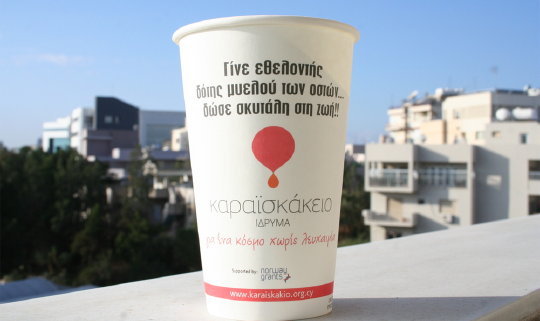 Γίνε εθελοντής
δότης μυελού των οστών...
δώσε σκυτάλη στη ζωή!!
καραϊσκάκειο
ΙΔΡΥΜΑ
για ένα κόσμο χωρίς λευχαιμία
Supported by: norway
grants
www.karaiskakio.org.cy